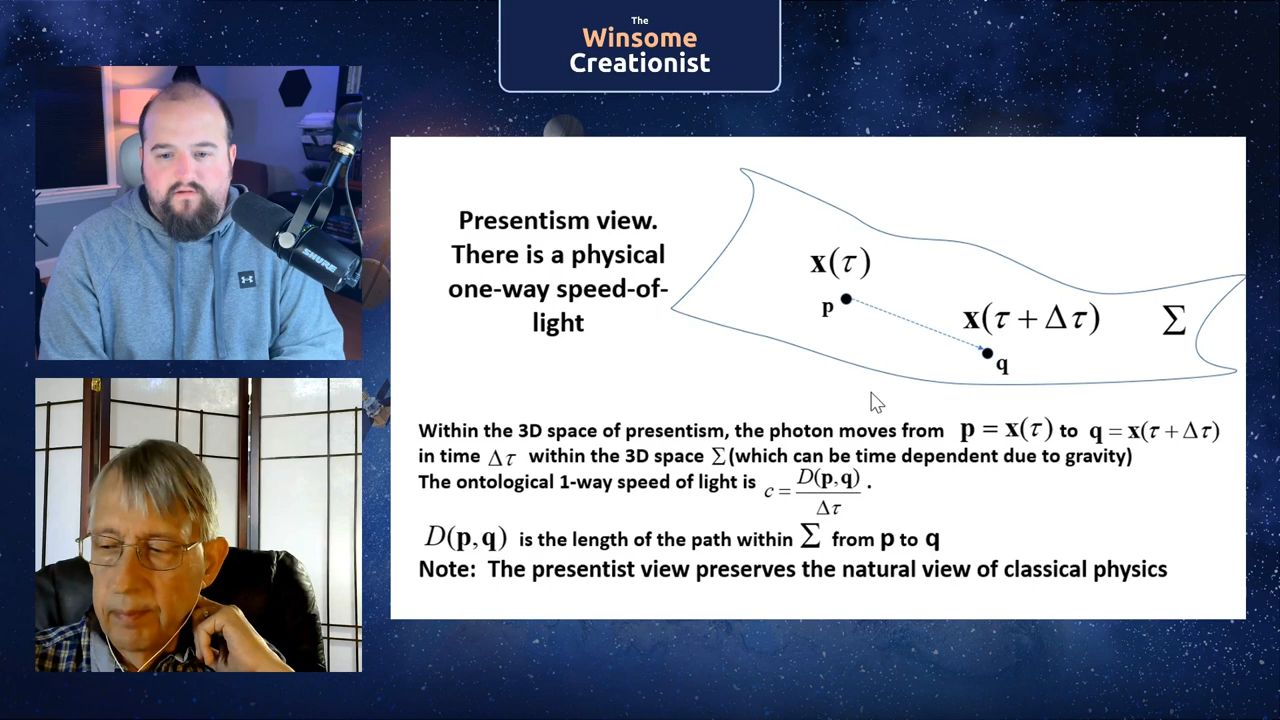 The
Winsome
Creationist
SHURE
Presentism view.
There is a physical
one-way speed-of-
light
x(τ)
p
x(τ + Δτ)
Σ
q
Within the 3D space of presentism, the photon moves from p = x(τ) to q = x(τ + Δτ)
in time Δτ within the 3D space Σ (which can be time dependent due to gravity)
The ontological 1-way speed of light is c = D(p,q) / Δτ .
D(p,q) is the length of the path within Σ from p to q
Note: The presentist view preserves the natural view of classical physics